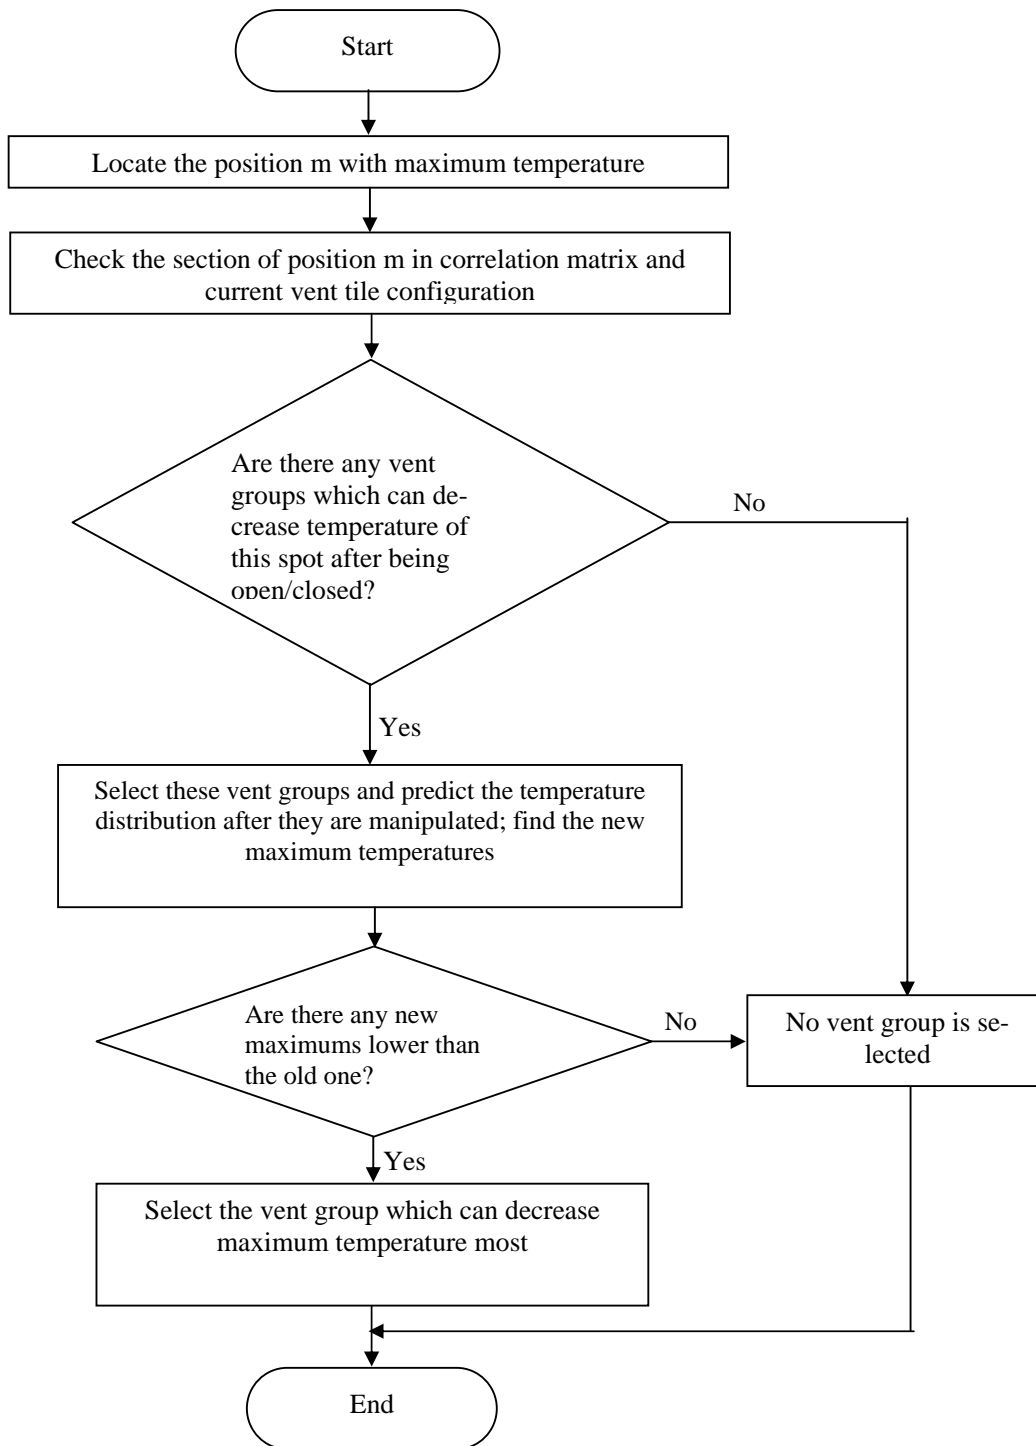 Start
Locate the position m with maximum temperature
Check the section of position m in correlation matrix and
current vent tile configuration
Are there any vent
groups which can de-
crease temperature of
this spot after being
open/closed?
No
Yes
Select these vent groups and predict the temperature
distribution after they are manipulated; find the new
maximum temperatures
Are there any new
maximums lower than
the old one?
No
No vent group is se-
lected
Yes
Select the vent group which can decrease
maximum temperature most
End